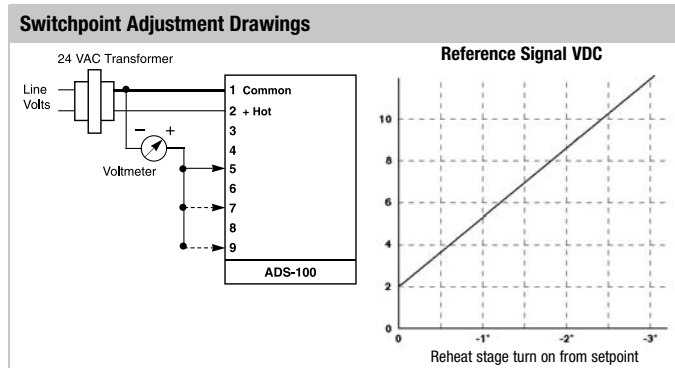 Switchpoint Adjustment Drawings
24 VAC Transformer
Line
Volts
Voltmeter
− +
1 Common
2 + Hot
3
4
5
6
7
8
9
ADS-100
Reference Signal VDC
10
8
6
4
2
0
0 -1° -2° -3°
Reheat stage turn on from setpoint